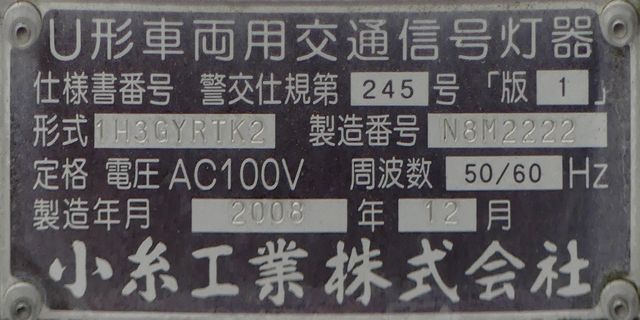 U形車両用交通信号灯器
仕様書番号 警交仕規第 245 号 「版 1 」
形式 1H3GYRTK2 製造番号 N8M2222
定格 電圧 AC100V 周波数 50/60 Hz
製造年月 2008 年 12 月
小糸工業株式会社